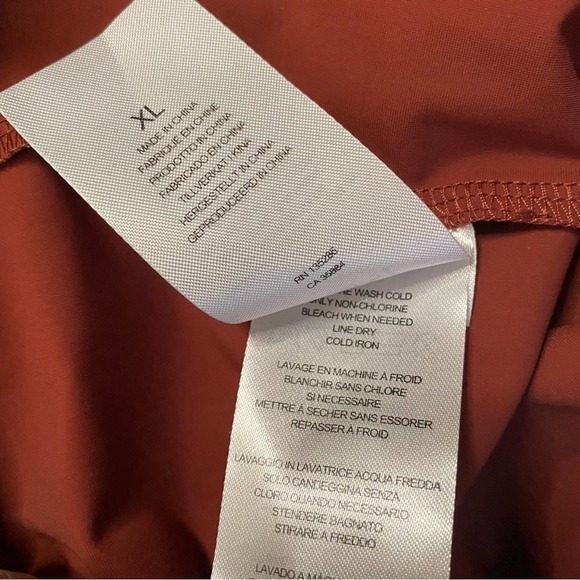 XL
MADE IN CHINA
FABRIQUÉ EN CHINE
PRODOTTO IN CHINA
FABRICADO EN CHINA
TILLVERKAT I KINA
HERGESTELLT IN CHINA
GEPRODUCEERD IN CHINA
RN 135286
CA 36884
WASH COLD
ONLY NON-CHLORINE
BLEACH WHEN NEEDED
LINE DRY
COLD IRON
LAVAGE EN MACHINE À FROID
BLANCHIR SANS CHLORE
SI NECESSAIRE
METTRE À SÉCHER SANS ESSORER
REPASSER À FROID
LAVAGGIO IN LAVATRICE ACQUA FREDDA
SOLO CANDEGGINA SENZA
CLORO QUANDO NECESSARIO
STENDERE BAGNATO
STIRARE A FREDDO
LAVADO A